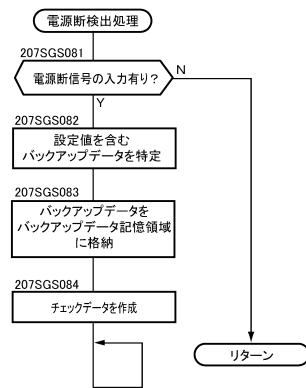 電源断検出処理
207SGS081
電源断信号の入力有り?
N
Y
207SGS082
設定値を含む
バックアップデータを特定
207SGS083
バックアップデータを
バックアップデータ記憶領域
に格納
207SGS084
チェックデータを作成
リターン